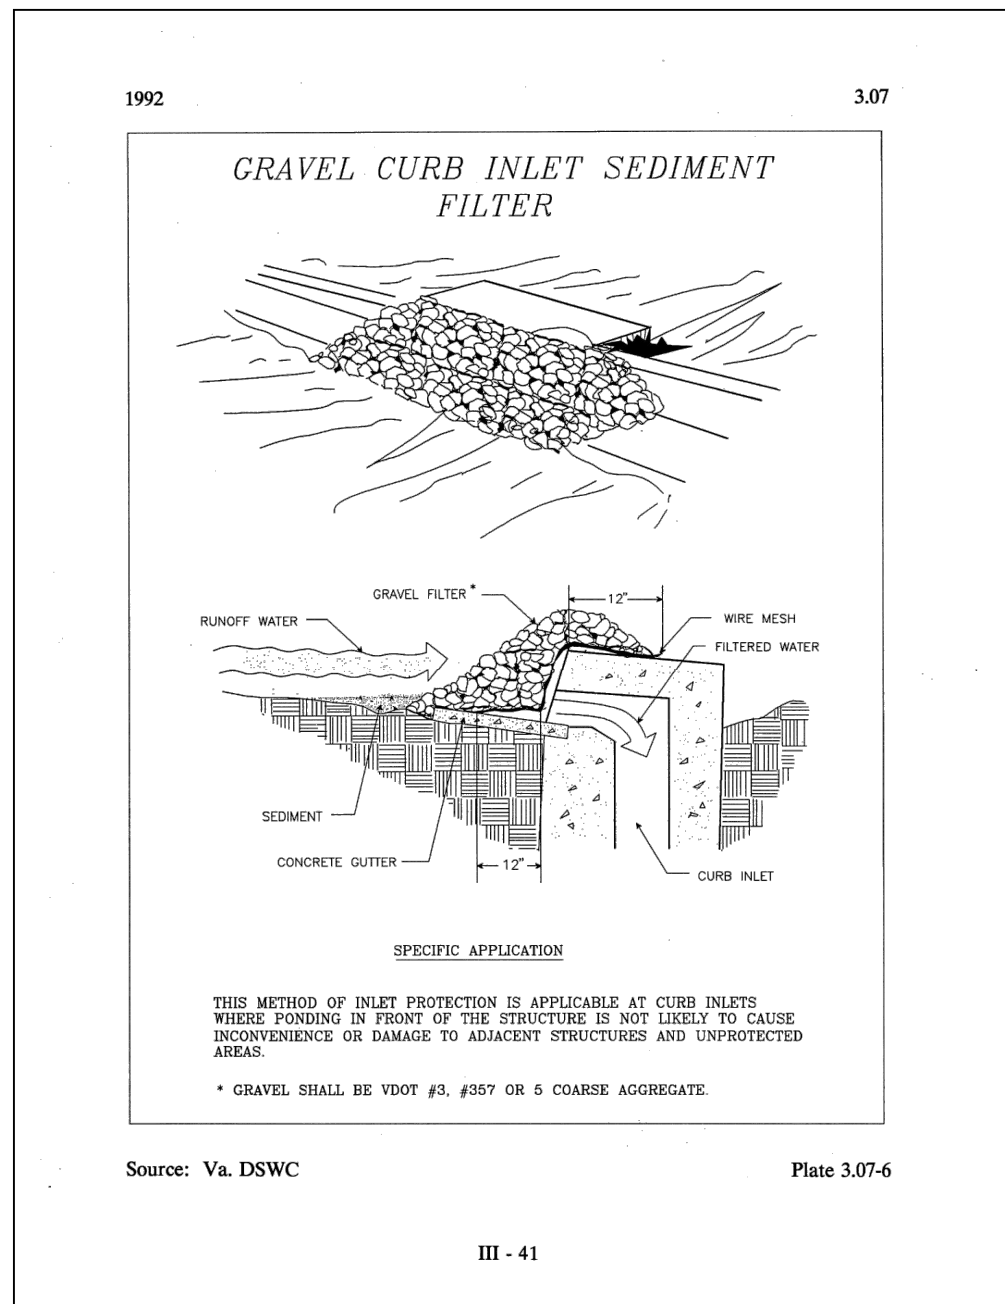 1992
3.07
GRAVEL CURB INLET SEDIMENT
FILTER
GRAVEL FILTER*
12"
RUNOFF WATER
WIRE MESH
FILTERED WATER
SEDIMENT
CONCRETE GUTTER
12"
CURB INLET
SPECIFIC APPLICATION
THIS METHOD OF INLET PROTECTION IS APPLICABLE AT CURB INLETS
WHERE PONDING IN FRONT OF THE STRUCTURE IS NOT LIKELY TO CAUSE
INCONVENIENCE OR DAMAGE TO ADJACENT STRUCTURES AND UNPROTECTED
AREAS.
* GRAVEL SHALL BE VDOT #3, #357 OR 5 COARSE AGGREGATE.
Source: Va. DSWC
Plate 3.07-6
III - 41